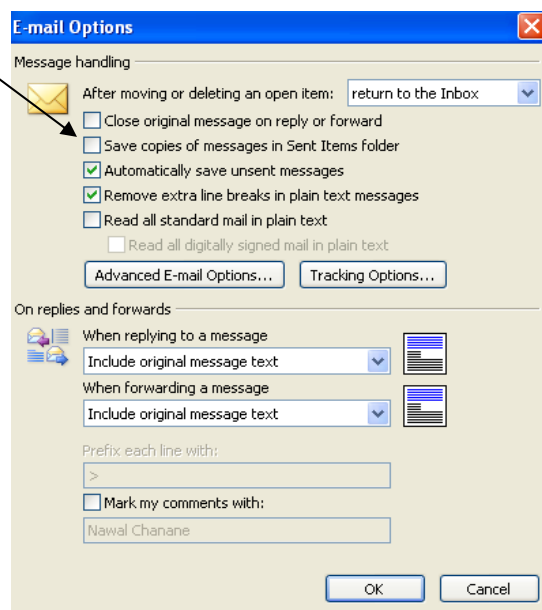 E-mail Options
Message handling
After moving or deleting an open item: return to the Inbox
Close original message on reply or forward
Save copies of messages in Sent Items folder
Automatically save unsent messages
Remove extra line breaks in plain text messages
Read all standard mail in plain text
Read all digitally signed mail in plain text
Advanced E-mail Options... Tracking Options...
On replies and forwards
When replying to a message
Include original message text
When forwarding a message
Include original message text
Prefix each line with:
>
Mark my comments with:
Nawal Chanane
OK Cancel